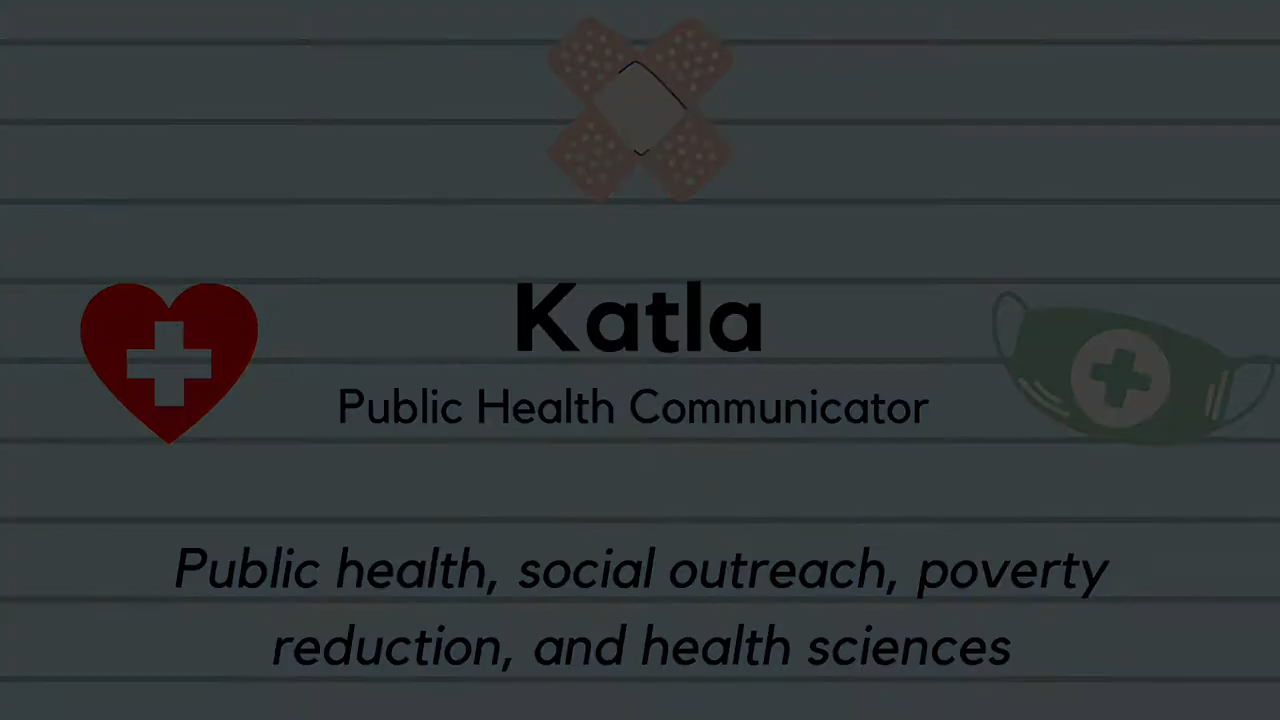 Katla
Public Health Communicator
Public health, social outreach, poverty
reduction, and health sciences